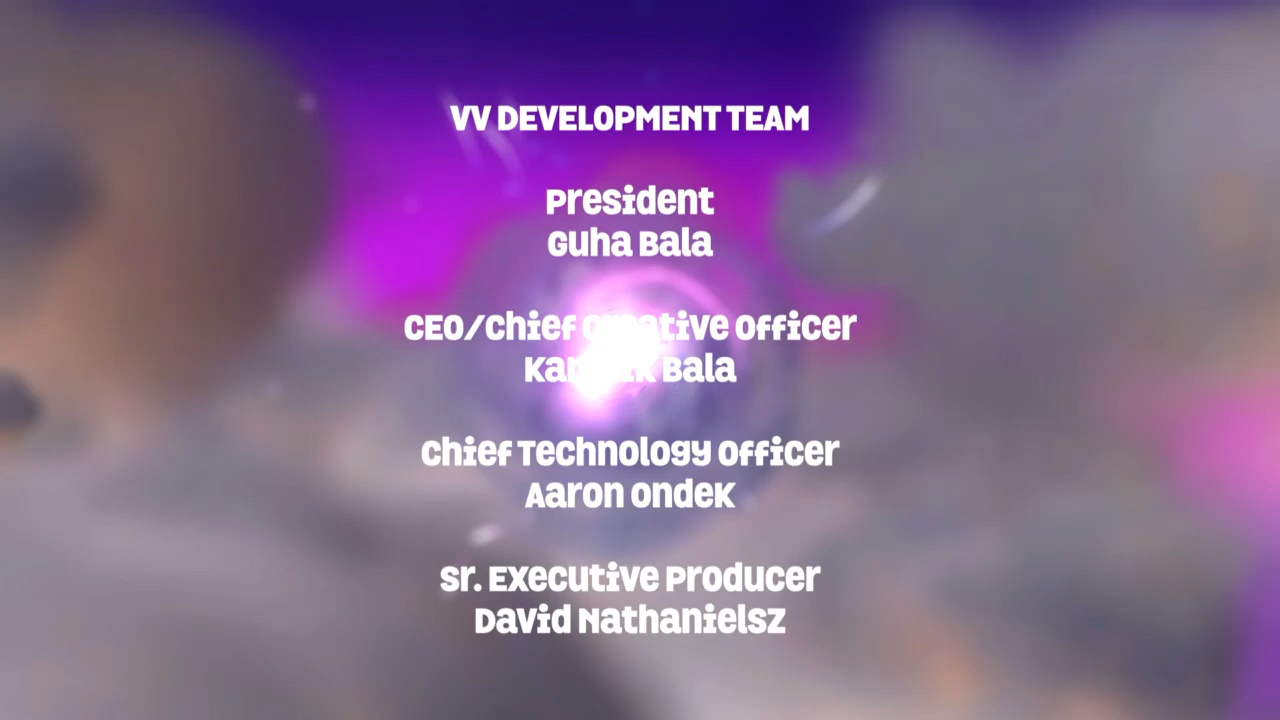 VV DEVELOPMENT TEAM
President
Guha Bala
CEO/Chief Creative Officer
Bala
Chief Technology Officer
Aaron Ondek
Sr. Executive Producer
David Nathanielsz